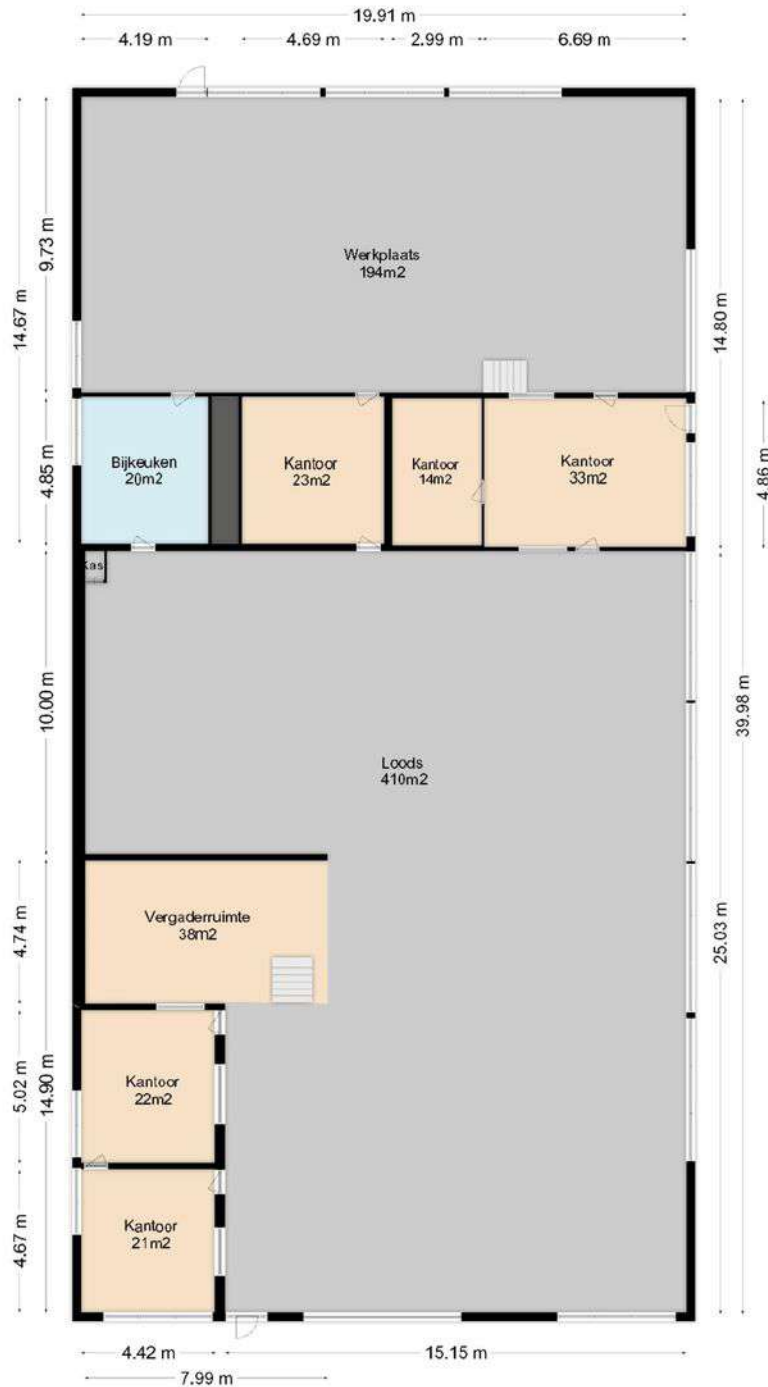 19.91 m
4.19 m
4.69 m
2.99 m
6.69 m
9.73 m
14.67 m
14.80 m
Werkplaats
194m2
4.85 m
4.86 m
Bijkeuken
20m2
Kantoor
23m2
Kantoor
14m2
Kantoor
33m2
Kas
10.00 m
39.98 m
Loods
410m2
4.74 m
25.03 m
Vergaderruimte
38m2
5.02 m
14.90 m
Kantoor
22m2
4.67 m
Kantoor
21m2
4.42 m
15.15 m
7.99 m